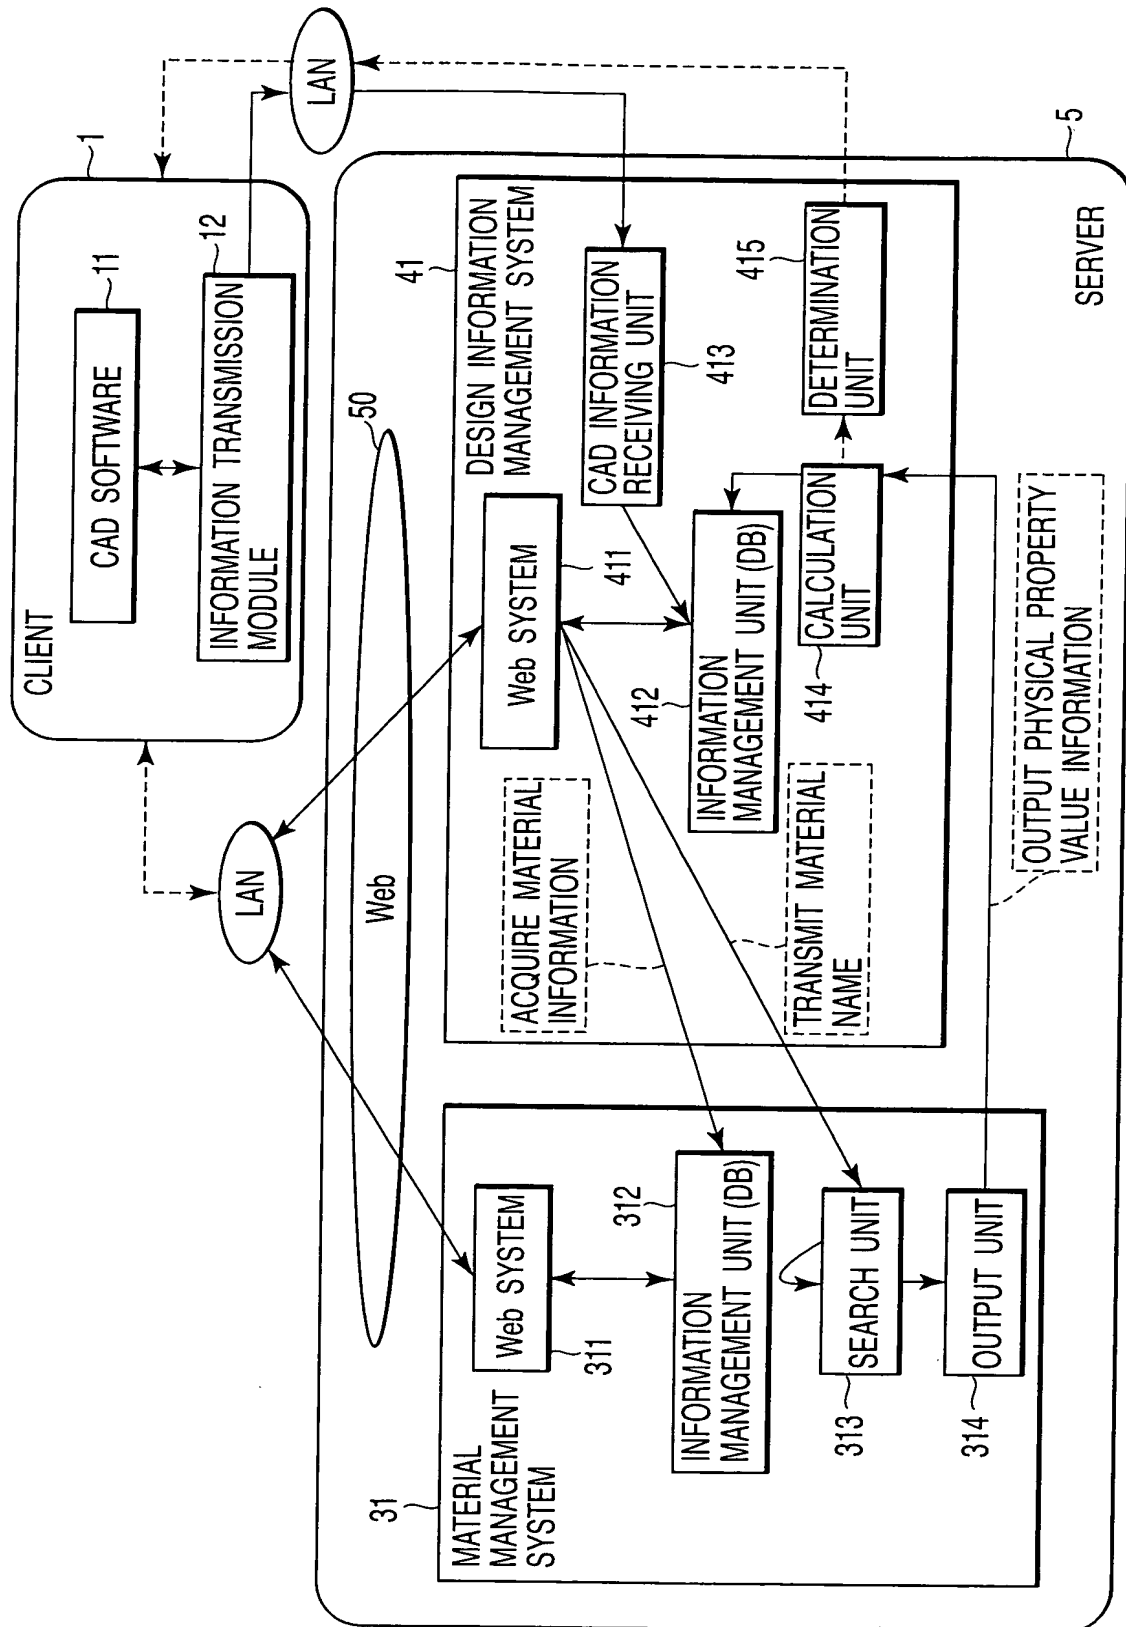 CLIENT
1
CAD SOFTWARE
11
INFORMATION TRANSMISSION
MODULE
12
LAN
LAN
Web
50
SERVER
5
MATERIAL
MANAGEMENT
SYSTEM
31
Web SYSTEM
311
INFORMATION
MANAGEMENT UNIT (DB)
312
SEARCH UNIT
313
OUTPUT UNIT
314
DESIGN INFORMATION
MANAGEMENT SYSTEM
41
Web SYSTEM
411
ACQUIRE MATERIAL
INFORMATION
INFORMATION
MANAGEMENT UNIT (DB)
412
CAD INFORMATION
RECEIVING UNIT
413
TRANSMIT MATERIAL
NAME
CALCULATION
UNIT
414
DETERMINATION
UNIT
415
OUTPUT PHYSICAL PROPERTY
VALUE INFORMATION